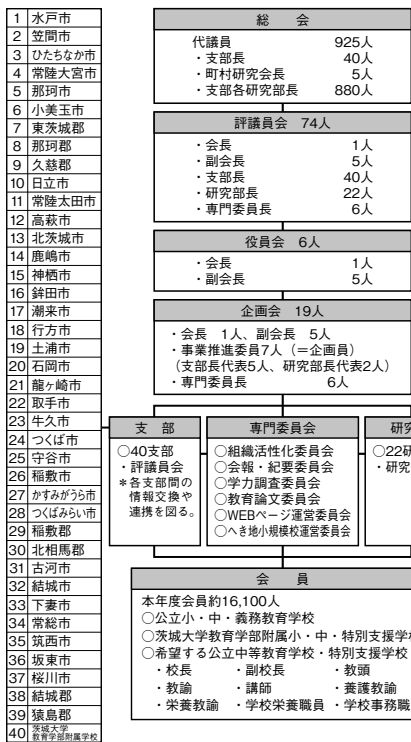 1 水戸市
2 笠間市
3 ひたちなか市
4 常陸大宮市
5 那珂市
6 小美玉市
7 東茨城郡
8 那珂郡
9 久慈郡
10 日立市
11 常陸太田市
12 高萩市
13 北茨城市
14 鹿嶋市
15 神栖市
16 鉾田市
17 潮来市
18 行方市
19 土浦市
20 石岡市
21 龍ヶ崎市
22 取手市
23 牛久市
24 つくば市
25 守谷市
26 稲敷市
27 かすみがうら市
28 つくばみらい市
29 稲敷郡
30 北相馬郡
31 古河市
32 結城市
33 下妻市
34 常総市
35 筑西市
36 坂東市
37 桜川市
38 結城郡
39 猿島郡
40 茨城大学
教育学部附属学校
総 会
代議員 925人
・支部長 40人
・町村研究会長 5人
・支部各研究部長 880人
評議員会 74人
・会長 1人
・副会長 5人
・支部長 40人
・研究部長 22人
・専門委員長 6人
役員会 6人
・会長 1人
・副会長 5人
企画会 19人
・会長 1人、副会長 5人
・事業推進委員7人(=企画員)
(支部長代表5人、研究部長代表2人)
・専門委員長 6人
支 部
○40支部
・評議員会
*各支部間の
情報交換や
連携を図る。
専門委員会
○組織活性化委員会
○会報・紀要委員会
○学力調査委員会
○教育論文委員会
○WEBページ運営委員会
○へき地小規模校運営委員会
研究
○22研
・研究
会 員
本年度会員約16,100人
○公立小・中・義務教育学校
○茨城大学教育学部附属小・中・特別支援学校
○希望する公立中等教育学校・特別支援学校
・校長 ・副校長 ・教頭
・教諭 ・講師 ・養護教諭
・栄養教諭 ・学校栄養職員 ・学校事務職